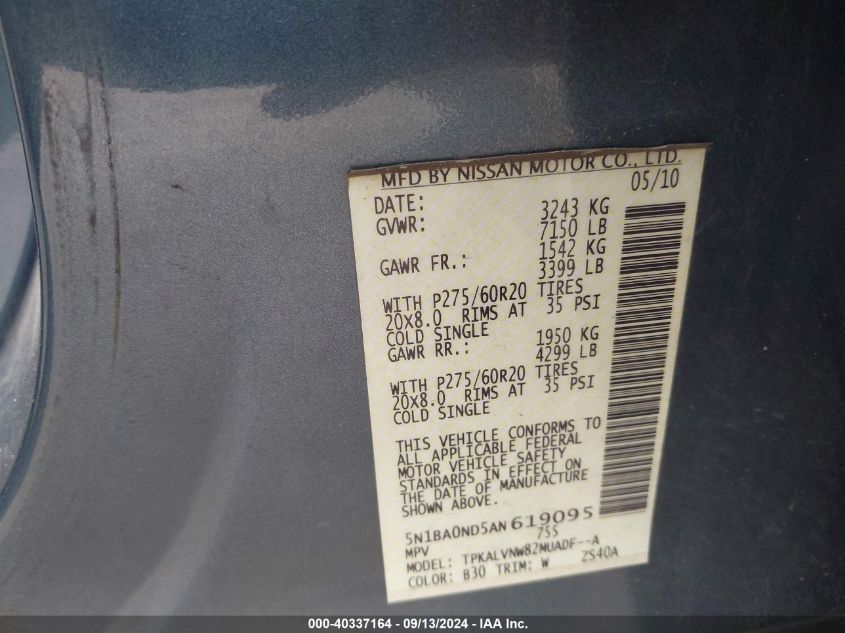 MFD BY NISSAN MOTOR CO., LTD.
DATE: 05/10
GVWR: 3243 KG
7150 LB
GAWR FR.: 1542 KG
3399 LB
WITH P275/60R20 TIRES
20X8.0 RIMS AT 35 PSI
COLD SINGLE
GAWR RR.: 1950 KG
4299 LB
WITH P275/60R20 TIRES
20X8.0 RIMS AT 35 PSI
COLD SINGLE
THIS VEHICLE CONFORMS TO
ALL APPLICABLE FEDERAL
MOTOR VEHICLE SAFETY
STANDARDS IN EFFECT ON
THE DATE OF MANUFACTURE
SHOWN ABOVE.
5N1BA0ND5AN619095
MPV 755
MODEL: TPKALVNW82MUADF--A
COLOR: B30 TRIM: W ZS40A
000-40337164 - 09/13/2024 - IAA Inc.